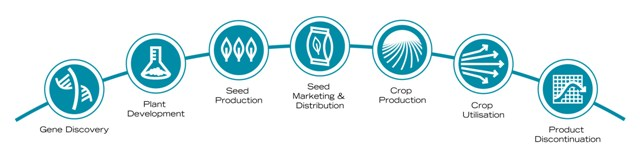 Gene Discovery
Plant
Development
Seed
Production
Seed
Marketing &
Distribution
Crop
Production
Crop
Utilisation
Product
Discontinuation